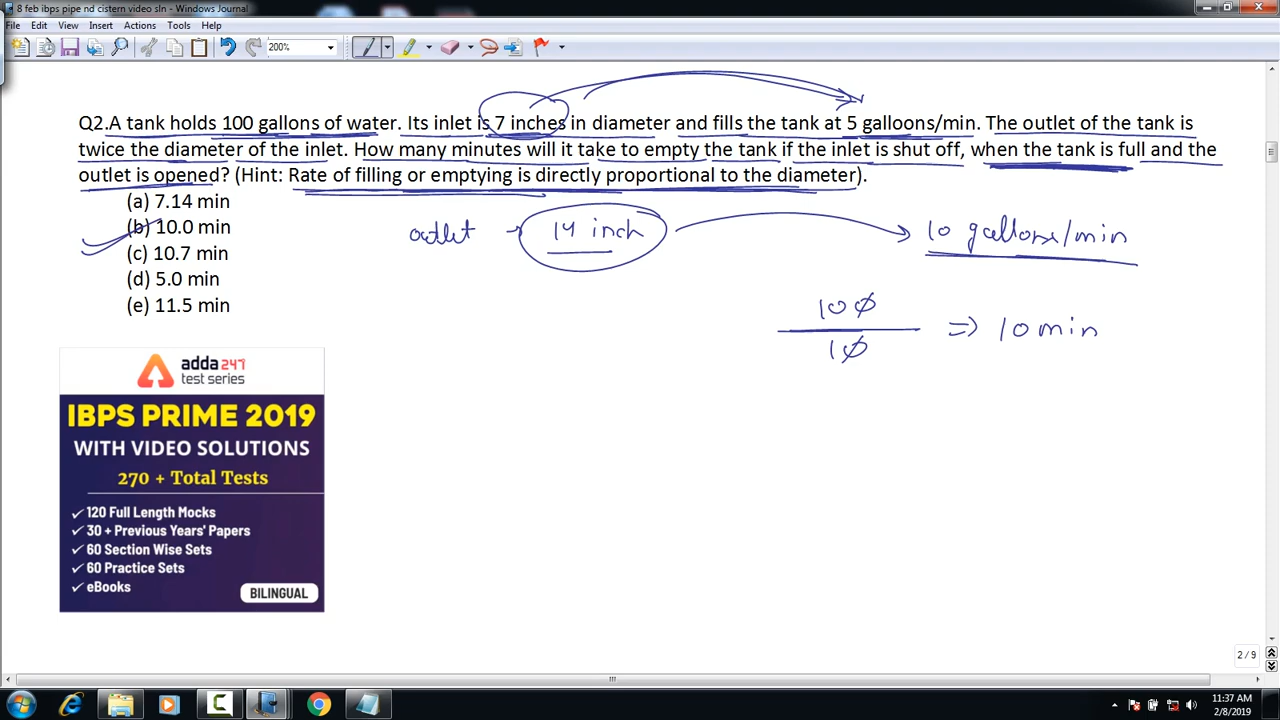 8 feb ibps pipe nd cistern video sln - Windows Journal
File Edit View Insert Actions Tools Help
200%
Q2.A tank holds 100 gallons of water. Its inlet is 7 inches in diameter and fills the tank at 5 galloons/min. The outlet of the tank is
twice the diameter of the inlet. How many minutes will it take to empty the tank if the inlet is shut off, when the tank is full and the
outlet is opened? (Hint: Rate of filling or emptying is directly proportional to the diameter).
(a) 7.14 min
(b) 10.0 min
(c) 10.7 min
(d) 5.0 min
(e) 11.5 min
outlet → 14 inch 10 gallons/min
100
10 => 10 min
adda 247
test series
IBPS PRIME 2019
WITH VIDEO SOLUTIONS
270 + Total Tests
✓ 120 Full Length Mocks
✓ 30 + Previous Years' Papers
✓ 60 Section Wise Sets
✓ 60 Practice Sets
✓ eBooks
BILINGUAL
2 / 9
11:37 AM
2/8/2019